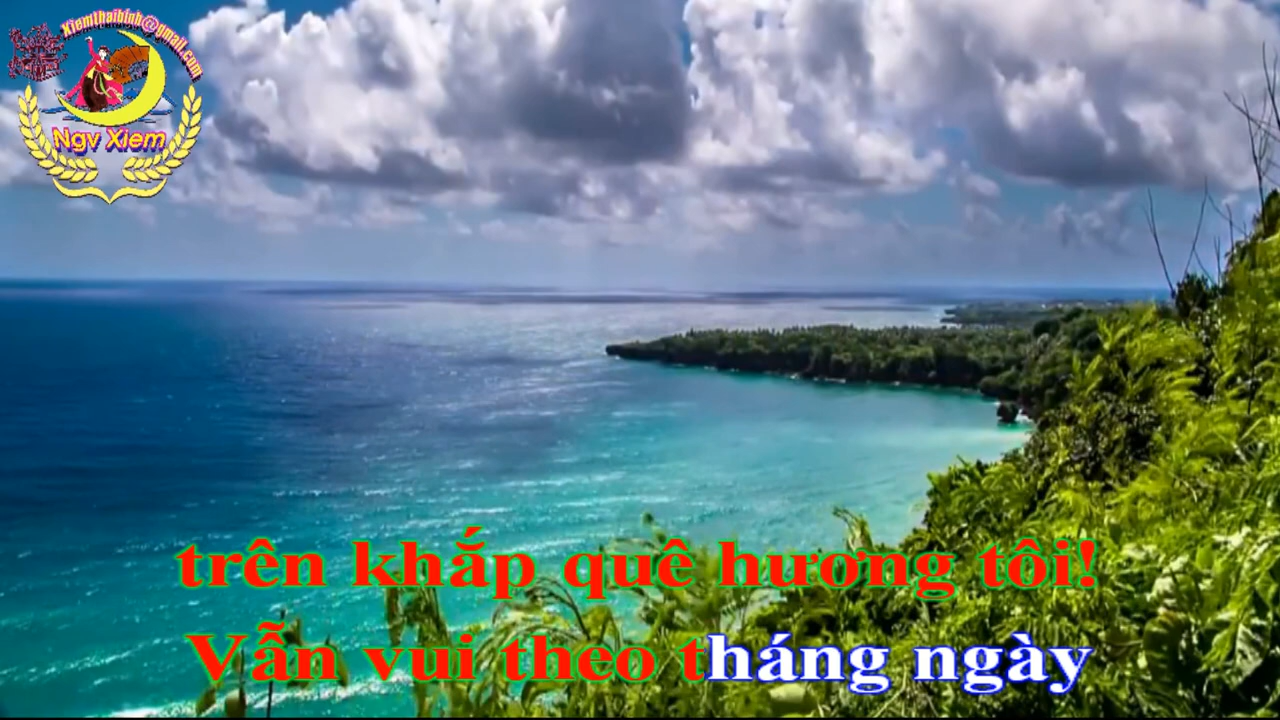 Xiemthaibinh@gmail.com
Ngv Xiem
trên khắp quê hương tôi!
Vẫn vui theo tháng ngày